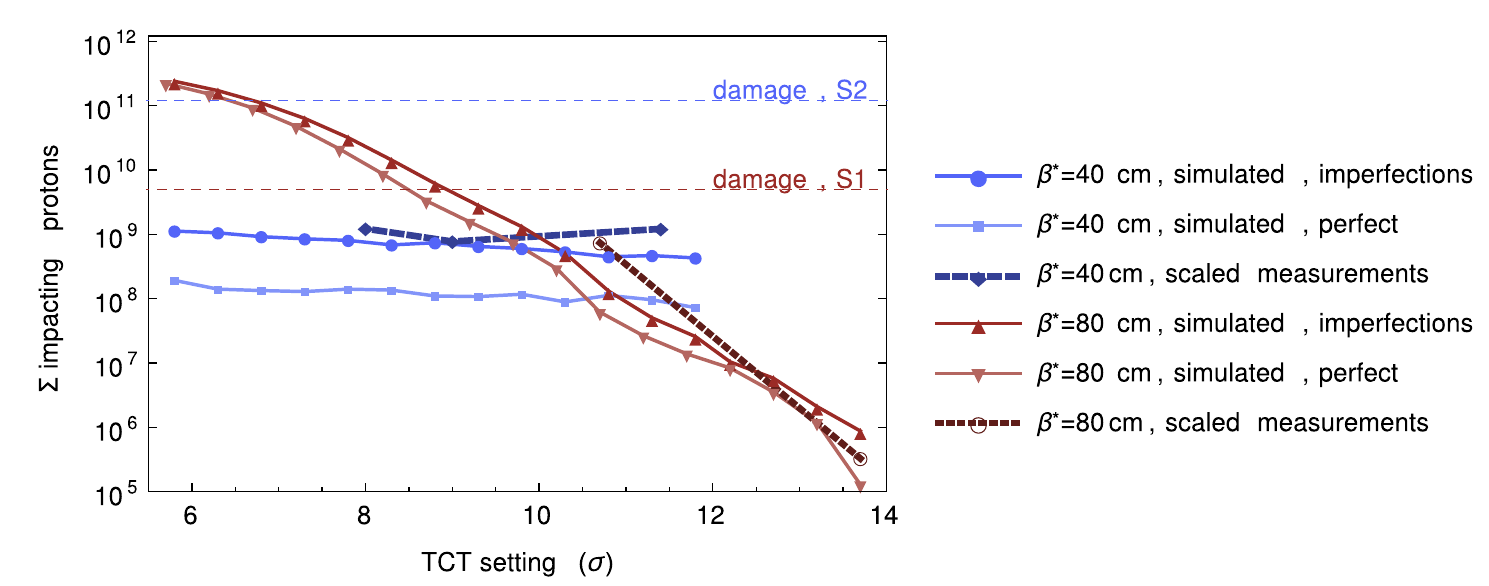 10^12
10^11
10^10
10^9
10^8
10^7
10^6
10^5
Σ impacting protons
damage , S2
damage , S1
6 8 10 12 14
TCT setting (σ)
β*=40 cm , simulated , imperfections
β*=40 cm , simulated , perfect
β*=40 cm , scaled measurements
β*=80 cm , simulated , imperfections
β*=80 cm , simulated , perfect
β*=80 cm , scaled measurements